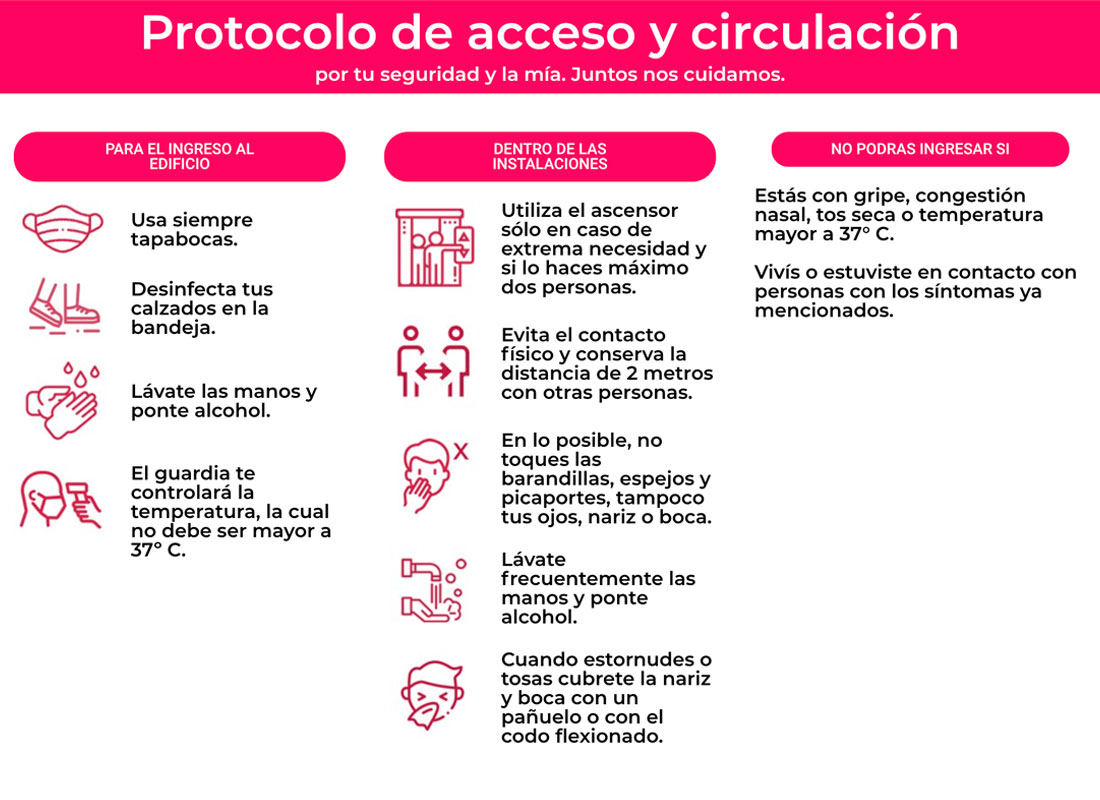 Protocolo de acceso y circulación
por tu seguridad y la mía. Juntos nos cuidamos.
PARA EL INGRESO AL
EDIFICIO
Usa siempre
tapabocas.
Desinfecta tus
calzados en la
bandeja.
Lávate las manos y
ponte alcohol.
El guardia te
controlará la
temperatura, la cual
no debe ser mayor a
37º C.
DENTRO DE LAS
INSTALACIONES
Utiliza el ascensor
sólo en caso de
extrema necesidad y
si lo haces máximo
dos personas.
Evita el contacto
físico y conserva la
distancia de 2 metros
con otras personas.
X
En lo posible, no
toques las
barandillas, espejos y
picaportes, tampoco
tus ojos, nariz o boca.
Lávate
frecuentemente las
manos y ponte
alcohol.
Cuando estornudes o
tosas cubrete la nariz
y boca con un
pañuelo o con el
codo flexionado.
NO PODRAS INGRESAR SI
Estás con gripe, congestión
nasal, tos seca o temperatura
mayor a 37º C.
Vivís o estuviste en contacto con
personas con los síntomas ya
mencionados.